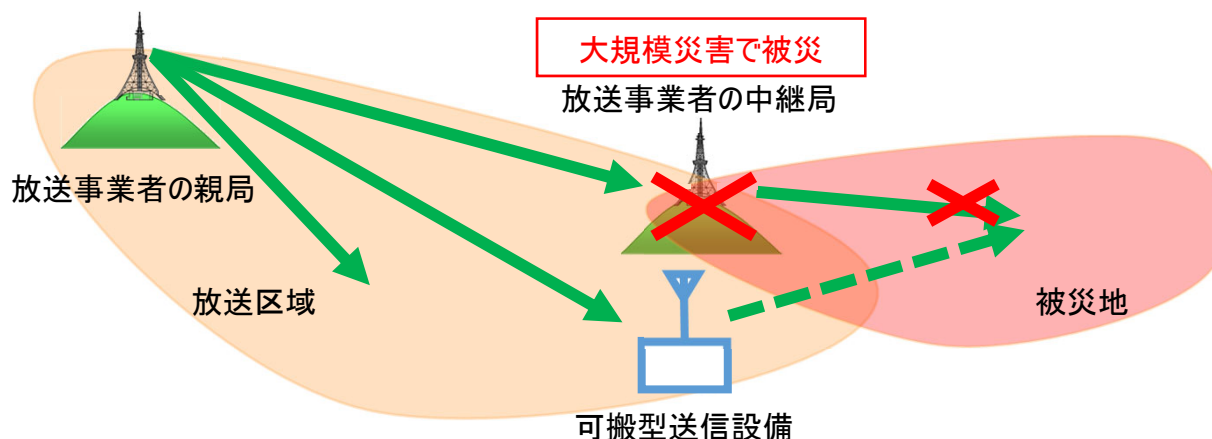 大規模災害で被災
放送事業者の中継局
放送事業者の親局
放送区域
被災地
可搬型送信設備